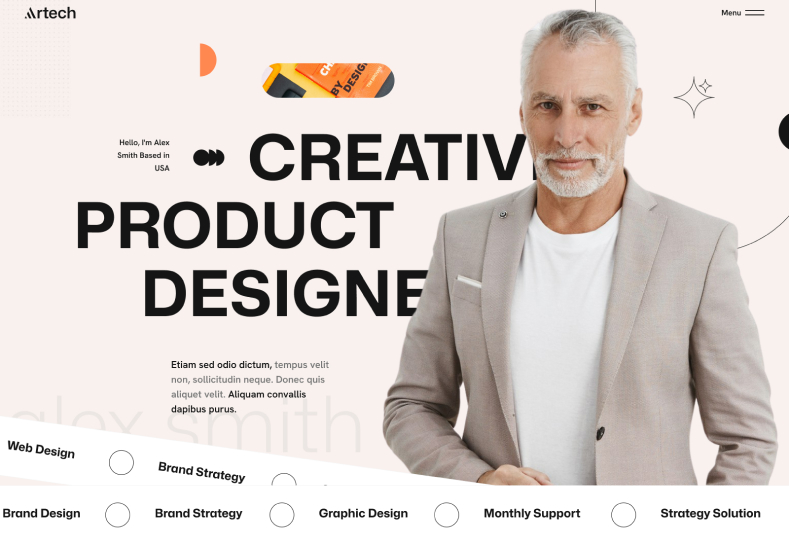 Artech
Menu
BY
DESIGN
Hello, I'm Alex
Smith Based in
USA
CREATIV
PRODUCT
DESIGNE
Etiam sed odio dictum, tempus velit
non, sollicitudin neque. Donec quis
aliquet velit. Aliquam convallis
dapibus purus.
alex smith
Web Design
Brand Strategy
Brand Design
Brand Strategy
Graphic Design
Monthly Support
Strategy Solution